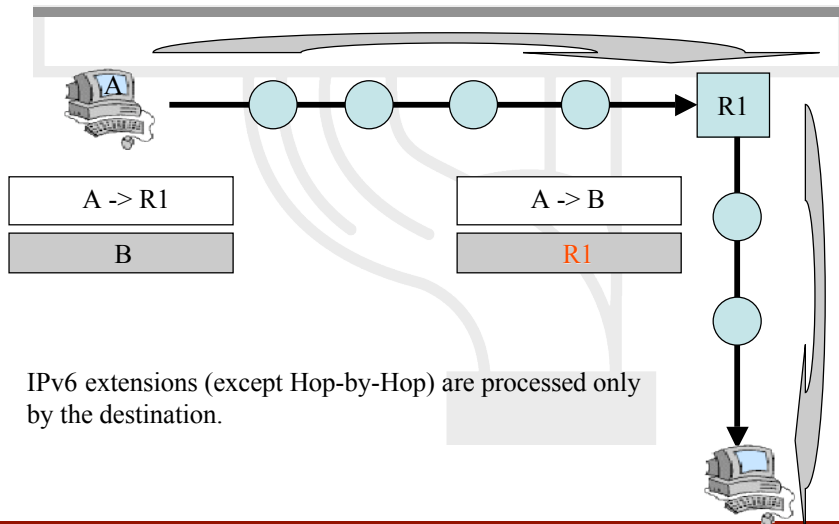 A
R1
A -> R1
A -> B
B
R1
IPv6 extensions (except Hop-by-Hop) are processed only
by the destination.